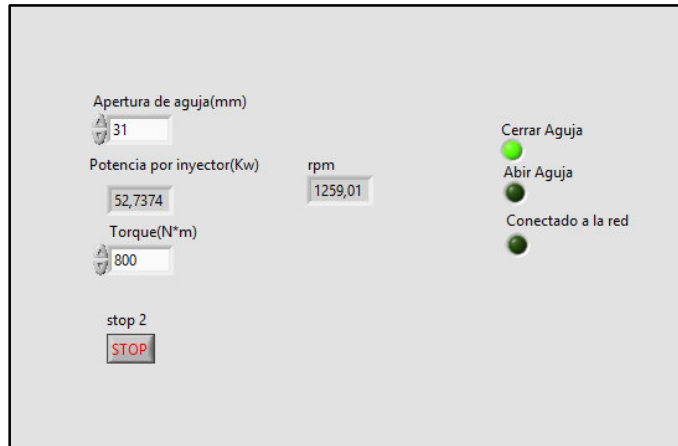 Apertura de aguja(mm)
31
Cerrar Aguja
Potencia por inyector(Kw)
rpm
Abir Aguja
52,7374
1259,01
Torque(N*m)
Conectado a la red
800
stop 2
STOP